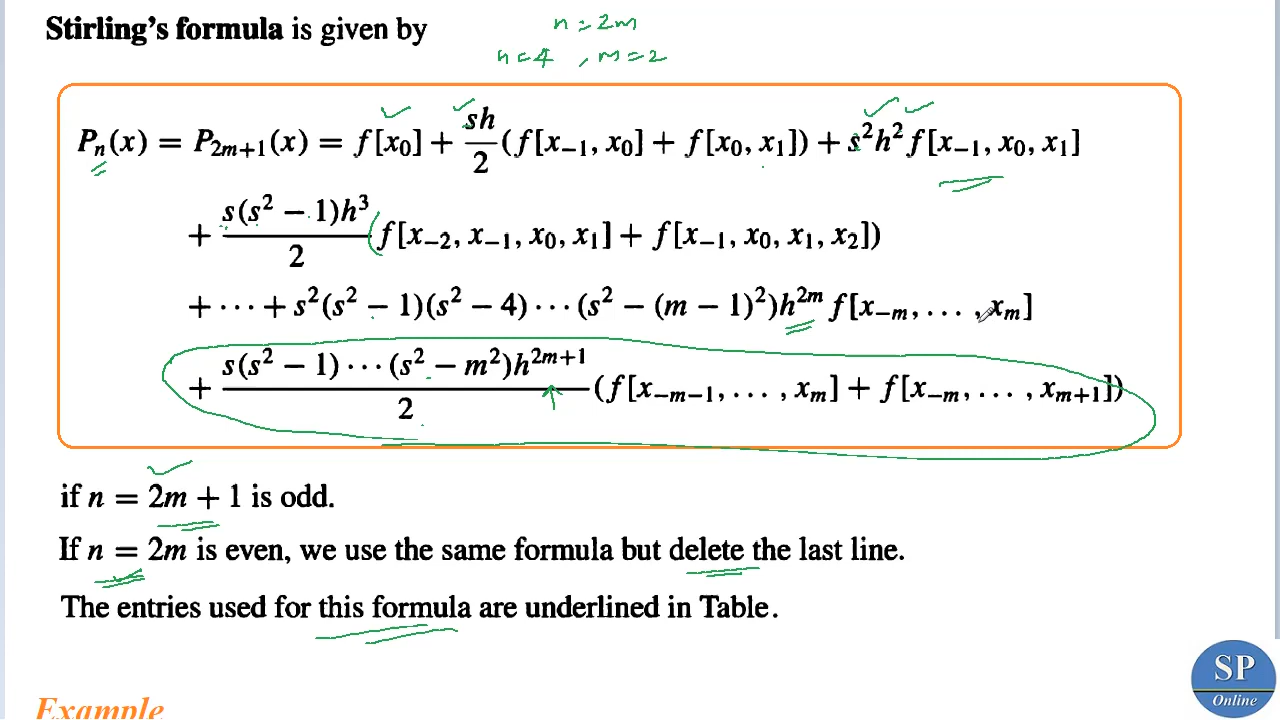 Stirling's formula is given by
n = 2m
n = 4 , m = 2
Pₙ(x) = P₂ₘ₊₁(x) = f[x₀] + sh/2 (f[x₋₁, x₀] + f[x₀, x₁]) + s²h² f[x₋₁, x₀, x₁]
+ s(s² − 1)h³/2 (f[x₋₂, x₋₁, x₀, x₁] + f[x₋₁, x₀, x₁, x₂])
+ ⋯ + s²(s² − 1)(s² − 4) ⋯ (s² − (m − 1)²)h²ᵐ f[x₋ₘ, … , xₘ]
+ s(s² − 1) ⋯ (s² − m²)h²ᵐ⁺¹/2 (f[x₋ₘ₋₁, … , xₘ] + f[x₋ₘ, … , xₘ₊₁])
if n = 2m + 1 is odd.
If n = 2m is even, we use the same formula but delete the last line.
The entries used for this formula are underlined in Table.
SP
Online
Example